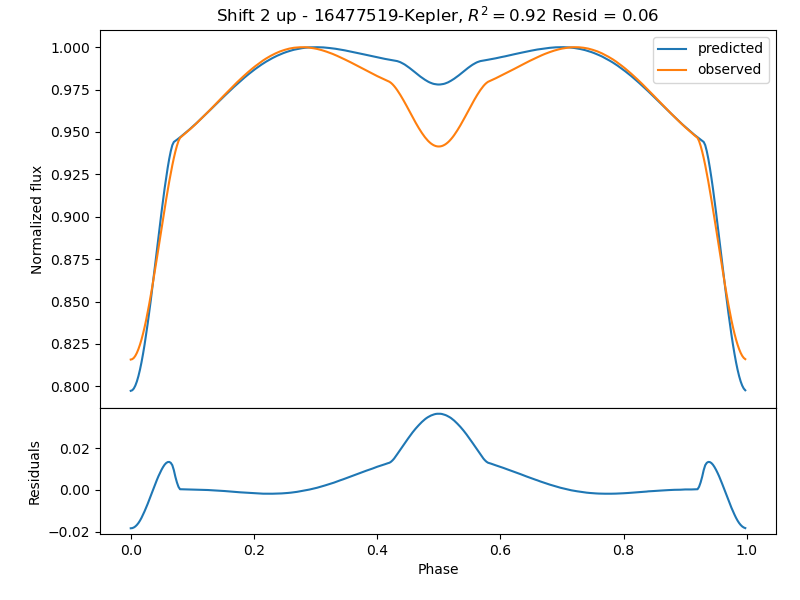 Shift 2 up - 16477519-Kepler, R² = 0.92 Resid = 0.06
predicted
observed
Normalized flux
1.000
0.975
0.950
0.925
0.900
0.875
0.850
0.825
0.800
Residuals
0.02
0.00
−0.02
0.0 0.2 0.4 0.6 0.8 1.0
Phase